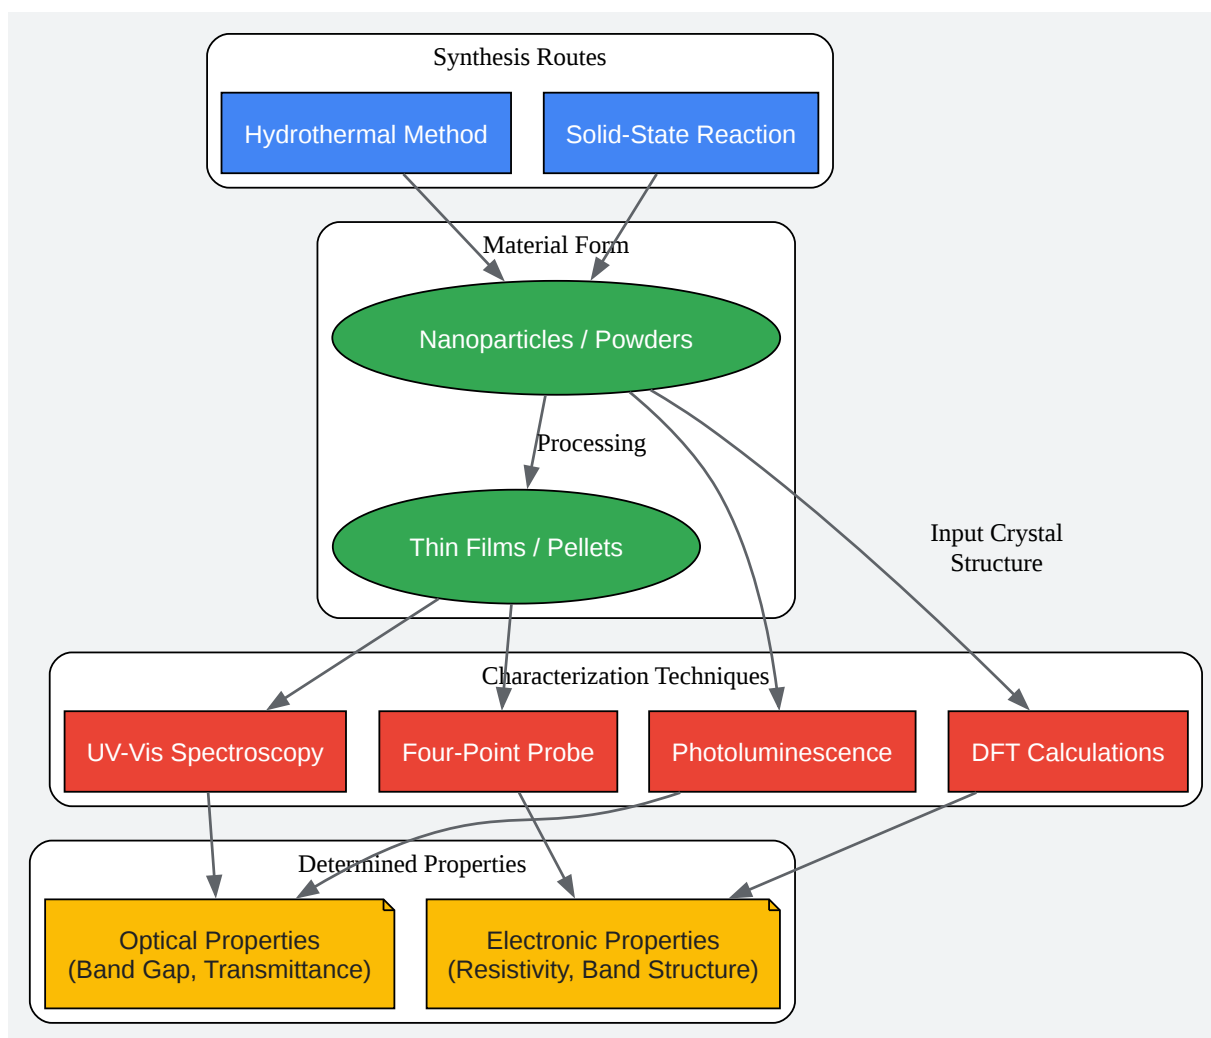 Synthesis Routes
Hydrothermal Method
Solid-State Reaction
Material Form
Nanoparticles / Powders
Processing
Thin Films / Pellets
Input Crystal
Structure
Characterization Techniques
UV-Vis Spectroscopy
Four-Point Probe
Photoluminescence
DFT Calculations
Determined Properties
Optical Properties
(Band Gap, Transmittance)
Electronic Properties
(Resistivity, Band Structure)